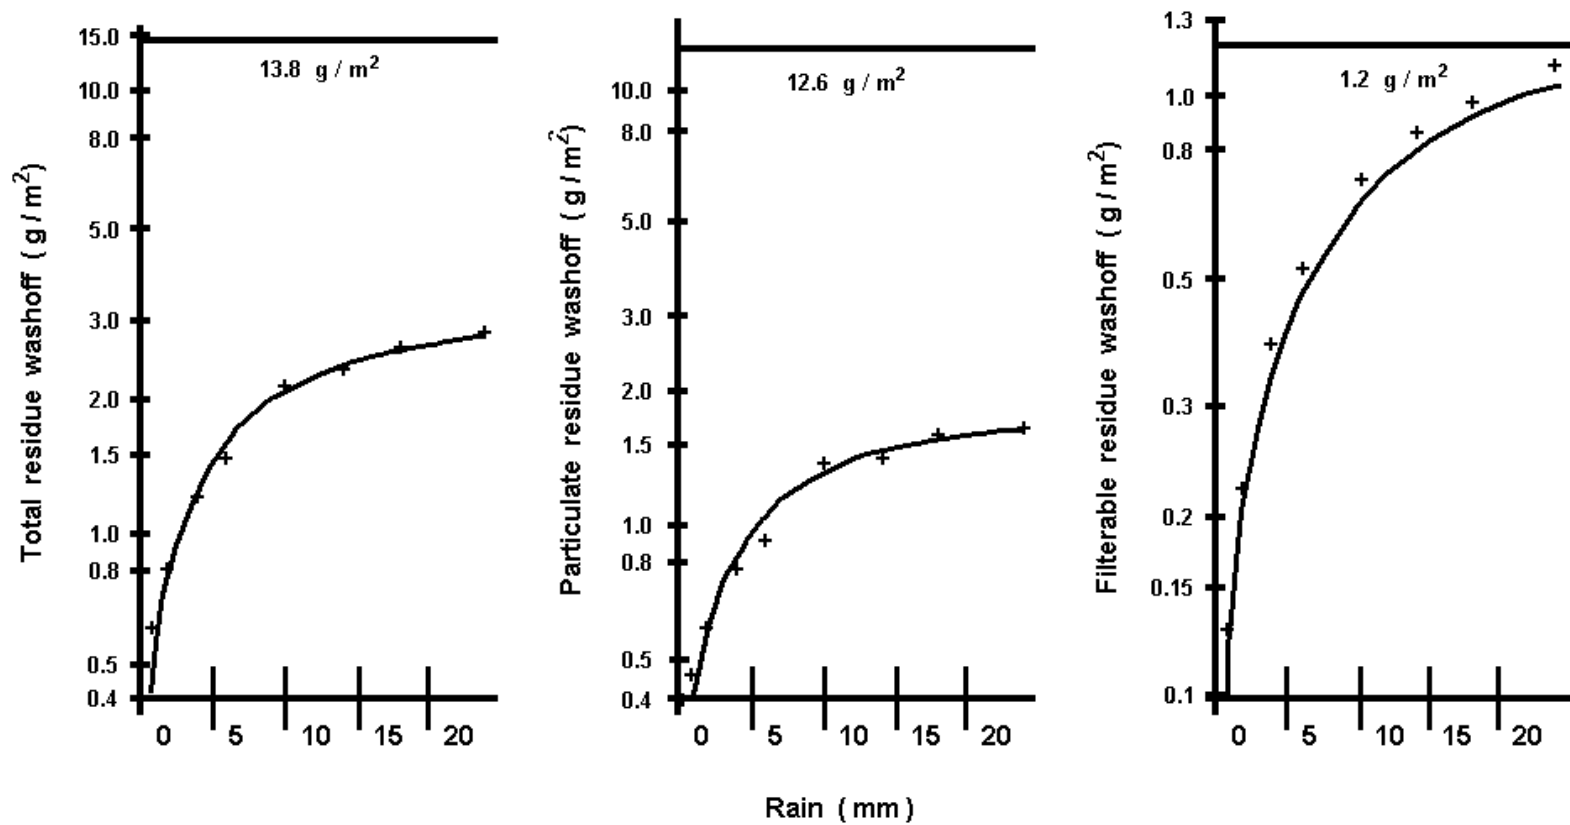 Total residue washoff ( g / m²)
15.0
10.0
8.0
5.0
3.0
2.0
1.5
1.0
0.8
0.5
0.4
13.8 g / m²
0 5 10 15 20
Particulate residue washoff ( g / m²)
10.0
8.0
5.0
3.0
2.0
1.5
1.0
0.8
0.5
0.4
12.6 g / m²
0 5 10 15 20
Filterable residue washoff ( g / m²)
1.3
1.0
0.8
0.5
0.3
0.2
0.15
0.1
1.2 g / m²
0 5 10 15 20
Rain ( mm )